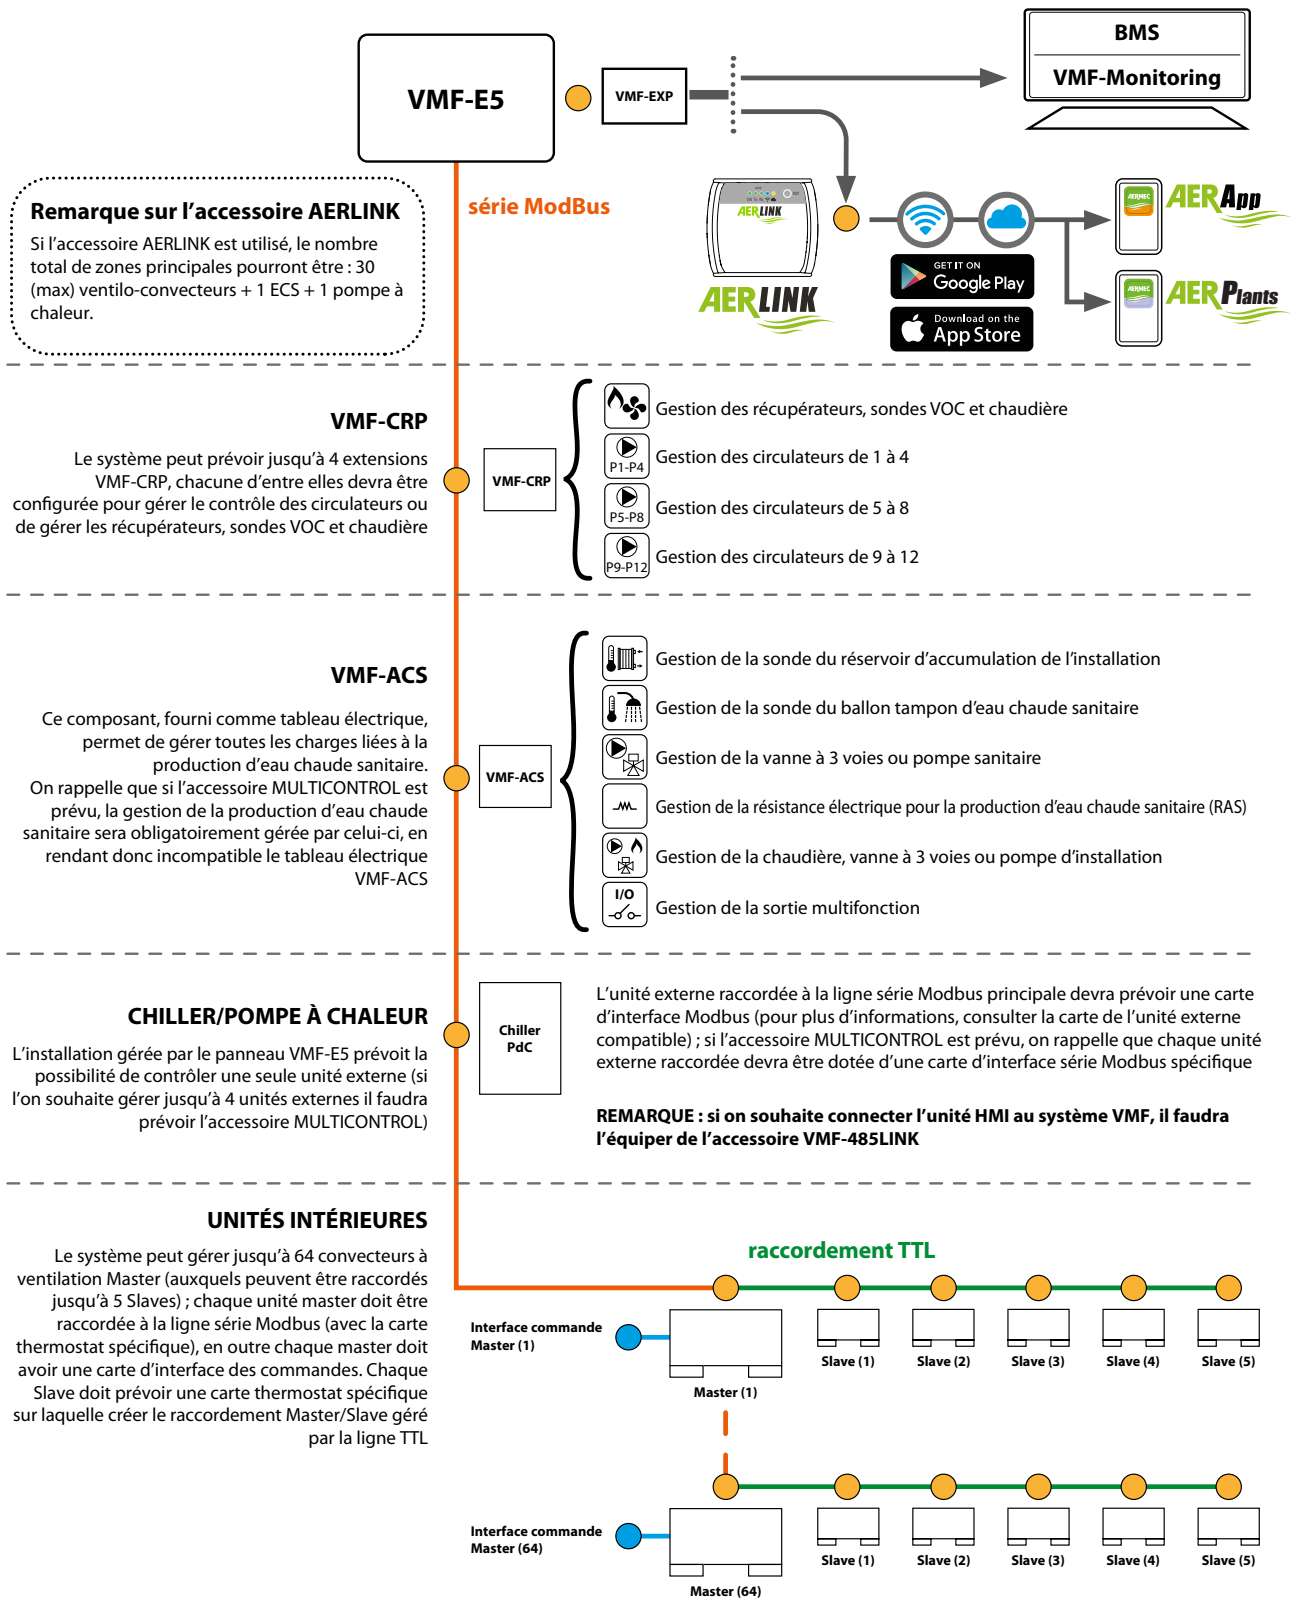 VMF-E5
VMF-EXP
BMS
VMF-Monitoring
Remarque sur l’accessoire AERLINK
Si l’accessoire AERLINK est utilisé, le nombre
total de zones principales pourront être : 30
(max) ventilo-convecteurs + 1 ECS + 1 pompe à
chaleur.
série ModBus
AERLINK
AERLINK
GET IT ON
Google Play
Download on the
App Store
AERMEC
AERApp
AERMEC
AERPlants
VMF-CRP
Le système peut prévoir jusqu’à 4 extensions
VMF-CRP, chacune d’entre elles devra être
configurée pour gérer le contrôle des circulateurs ou
de gérer les récupérateurs, sondes VOC et chaudière
VMF-CRP
Gestion des récupérateurs, sondes VOC et chaudière
P1-P4
Gestion des circulateurs de 1 à 4
P5-P8
Gestion des circulateurs de 5 à 8
P9-P12
Gestion des circulateurs de 9 à 12
VMF-ACS
Ce composant, fourni comme tableau électrique,
permet de gérer toutes les charges liées à la
production d’eau chaude sanitaire.
On rappelle que si l’accessoire MULTICONTROL est
prévu, la gestion de la production d’eau chaude
sanitaire sera obligatoirement gérée par celui-ci, en
rendant donc incompatible le tableau électrique
VMF-ACS
VMF-ACS
Gestion de la sonde du réservoir d’accumulation de l’installation
Gestion de la sonde du ballon tampon d’eau chaude sanitaire
Gestion de la vanne à 3 voies ou pompe sanitaire
Gestion de la résistance électrique pour la production d’eau chaude sanitaire (RAS)
Gestion de la chaudière, vanne à 3 voies ou pompe d’installation
I/O
Gestion de la sortie multifonction
CHILLER/POMPE À CHALEUR
L’installation gérée par le panneau VMF-E5 prévoit la
possibilité de contrôler une seule unité externe (si
l’on souhaite gérer jusqu’à 4 unités externes il faudra
prévoir l’accessoire MULTICONTROL)
Chiller
PdC
L’unité externe raccordée à la ligne série Modbus principale devra prévoir une carte
d’interface Modbus (pour plus d’informations, consulter la carte de l’unité externe
compatible) ; si l’accessoire MULTICONTROL est prévu, on rappelle que chaque unité
externe raccordée devra être dotée d’une carte d’interface série Modbus spécifique
REMARQUE : si on souhaite connecter l’unité HMI au système VMF, il faudra
l’équiper de l’accessoire VMF-485LINK
UNITÉS INTÉRIEURES
Le système peut gérer jusqu’à 64 convecteurs à
ventilation Master (auxquels peuvent être raccordés
jusqu’à 5 Slaves) ; chaque unité master doit être
raccordée à la ligne série Modbus (avec la carte
thermostat spécifique), en outre chaque master doit
avoir une carte d’interface des commandes. Chaque
Slave doit prévoir une carte thermostat spécifique
sur laquelle créer le raccordement Master/Slave géré
par la ligne TTL
raccordement TTL
Interface commande
Master (1)
Master (1)
Slave (1)
Slave (2)
Slave (3)
Slave (4)
Slave (5)
Interface commande
Master (64)
Master (64)
Slave (1)
Slave (2)
Slave (3)
Slave (4)
Slave (5)